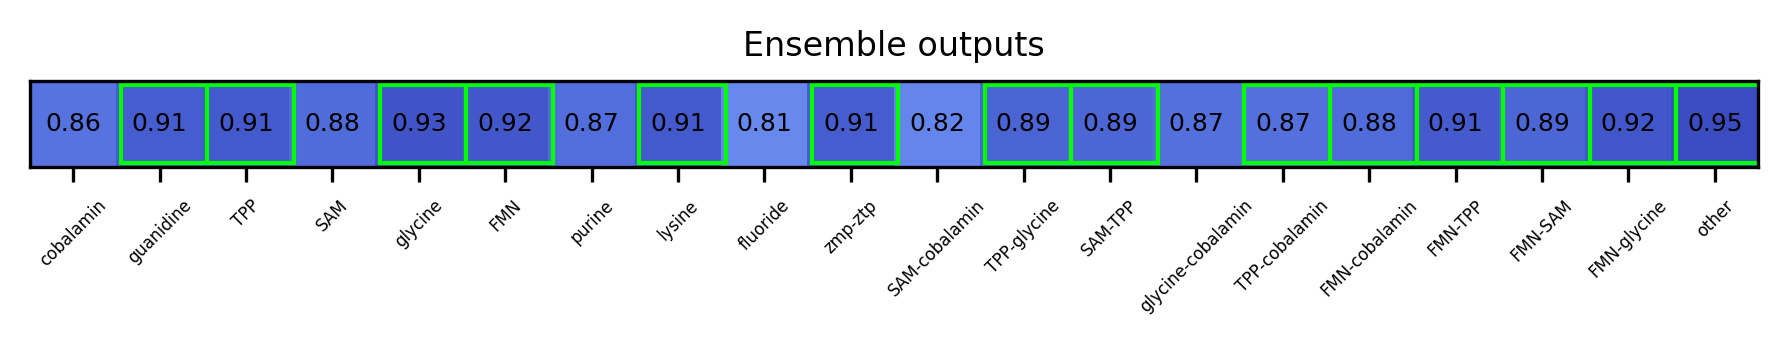 Ensemble outputs
0.86 0.91 0.91 0.88 0.93 0.92 0.87 0.91 0.81 0.91 0.82 0.89 0.89 0.87 0.87 0.88 0.91 0.89 0.92 0.95
cobalamin guanidine TPP SAM glycine FMN purine lysine fluoride zmp-ztp SAM-cobalamin TPP-glycine SAM-TPP glycine-cobalamin TPP-cobalamin FMN-cobalamin FMN-TPP FMN-SAM FMN-glycine other